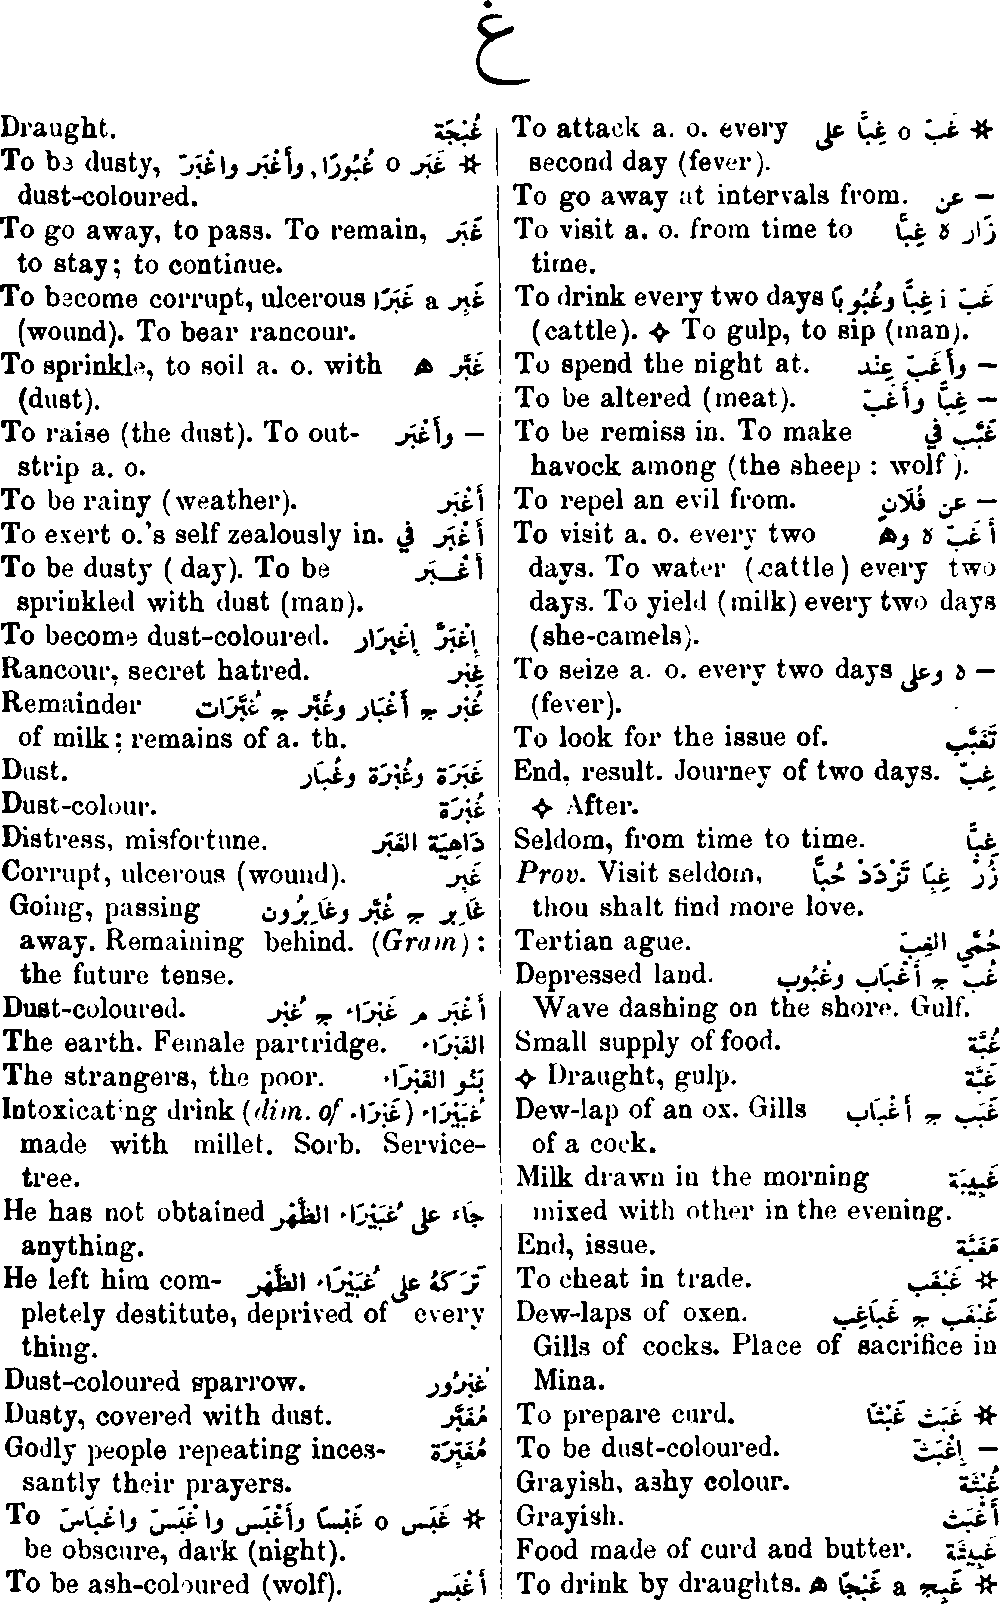 غ
To attack a. o. every غَبَّ o غِبًّا على ✲
second day (fever).
To go away at intervals from. — عن
To visit a. o. from time to زَار ه غِبًّا
time.
To drink every two days غَبَّ i غِبًّا وغُبُوبًا
(cattle). ✧ To gulp, to sip (man).
To spend the night at. — وأَغَبَّ عِند
To be altered (meat). — غِبًّا وأَغَبَّ
To be remiss in. To make غَبَّب في
havock among (the sheep : wolf ).
To repel an evil from. — عن فُلَانٍ
To visit a. o. every two أَغَبَّ ه وه
days. To water (cattle) every two
days. To yield (milk) every two days
(she-camels).
To seize a. o. every two days — ه وعلى
(fever).
To look for the issue of. تَغَبَّب
End, result. Journey of two days. غِبّ
✧ After.
Seldom, from time to time. غِبًّا
Prov. Visit seldom, زُرْ غِبًّا تَزْدَدْ حُبًّا
thou shalt find more love.
Tertian ague. حُمَّى الغِبّ
Depressed land. غُبّ ج أَغْبَاب وغُبُوب
Wave dashing on the shore. Gulf.
Small supply of food. غُبَّة
✧ Draught, gulp. غَبَّة
Dew-lap of an ox. Gills غَبَب ج أَغْبَاب
of a cock.
Milk drawn in the morning غَبِيبَة
mixed with other in the evening.
End, issue. مَغَبَّة
To cheat in trade. غَبْغَب ✲
Dew-laps of oxen. غَبْغَب ج غَبَاغِب
Gills of cocks. Place of sacrifice in
Mina.
To prepare curd. غَبَث غَبْثًا ✲
To be dust-coloured. — إِغْبَثَّ
Grayish, ashy colour. غُبْثَة
Grayish. أَغْبَث
Food made of curd and butter. غَبِيثَة
To drink by draughts. غَبَج a غَبْجًا ه ✲
Draught. غُبْجَة
To be dusty, غَبَر o غُبُورًا, وأَغْبَر واغْبَرَّ ✲
dust-coloured.
To go away, to pass. To remain, غَبَر
to stay; to continue.
To become corrupt, ulcerous غَبِر a غَبَرًا
(wound). To bear rancour.
To sprinkle, to soil a. o. with غَبَّر ه
(dust).
To raise (the dust). To out- — وأَغْبَر
strip a. o.
To be rainy (weather). أَغْبَر
To exert o.'s self zealously in. أَغْبَر في
To be dusty (day). To be أَغْبَر
sprinkled with dust (man).
To become dust-coloured. إِغْبَرَّ إِغْبِرَار
Rancour, secret hatred. غِبْر
Remainder غُبْر ج أَغْبَار وغُبَّر ج غُبَّرَات
of milk; remains of a. th.
Dust. غَبَرَة وغُبْرَة وغُبَار
Dust-colour. غُبْرَة
Distress, misfortune. دَاهِيَة الغَبَر
Corrupt, ulcerous (wound). غَبِر
Going, passing غَابِر ج غُبَّر وغَابِرُون
away. Remaining behind. (Gram) :
the future tense.
Dust-coloured. أَغْبَر م غَبْرَاء ج غُبْر
The earth. Female partridge. الغَبْرَاء
The strangers, the poor. بَنُو الغَبْرَاء
Intoxicating drink (dim. of غَبْرَاء) غُبَيْرَاء
made with millet. Sorb. Service-
tree.
He has not obtained جَاء على غُبَيْرَاء الظَّهْر
anything.
He left him com- تَرَكَهُ على غُبَيْرَاء الظَّهْر
pletely destitute, deprived of every
thing.
Dust-coloured sparrow. غُبْرُور
Dusty, covered with dust. مُغَبَّر
Godly people repeating inces- مُغَبِّرَة
santly their prayers.
To غَبَس o غَبْسًا وأَغْبَس واغْبَسَّ واغْبَاسَّ ✲
be obscure, dark (night).
To be ash-coloured (wolf). أَغْبَس